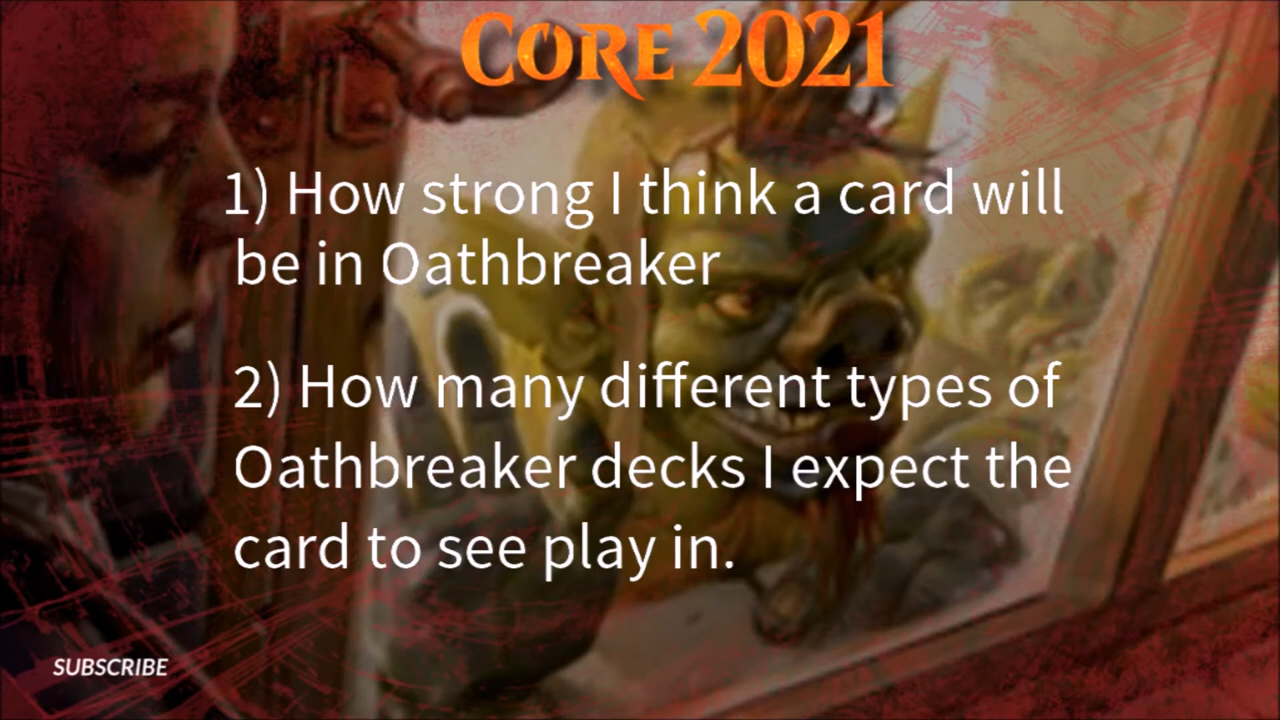 CORE 2021
1) How strong I think a card will
be in Oathbreaker
2) How many different types of
Oathbreaker decks I expect the
card to see play in.
SUBSCRIBE